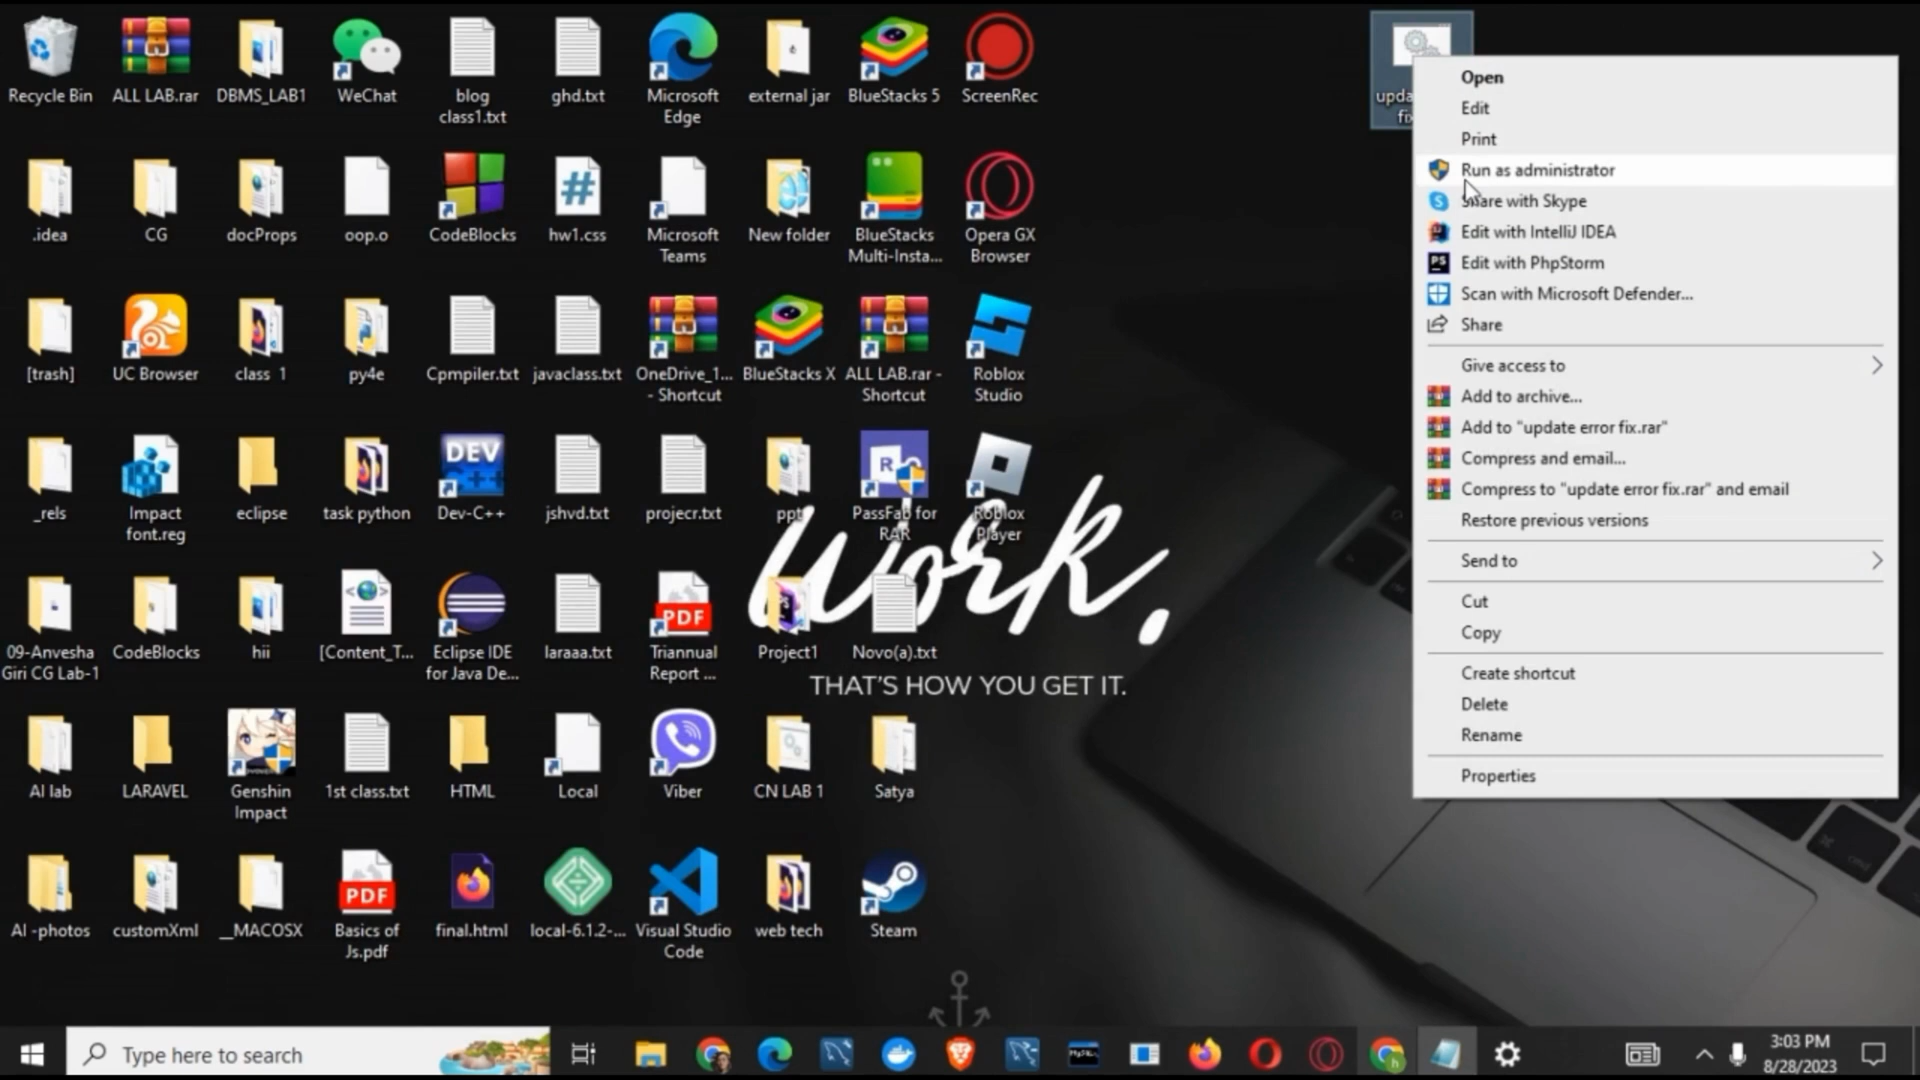 Recycle Bin
ALL LAB.rar
DBMS_LAB1
WeChat
blog
class1.txt
ghd.txt
Microsoft
Edge
external jar
BlueStacks 5
ScreenRec
.idea
CG
docProps
oop.o
CodeBlocks
hw1.css
Microsoft
Teams
New folder
BlueStacks
Multi-Insta...
Opera GX
Browser
[trash]
UC Browser
class 1
py4e
Cpmpiler.txt
javaclass.txt
OneDrive_1...
- Shortcut
BlueStacks X
ALL LAB.rar -
Shortcut
Roblox
Studio
_rels
Impact
font.reg
eclipse
task python
DEV
C++
Dev-C++
jshvd.txt
projecr.txt
ppt
PassFab for
RAR
Roblox
Player
work.
THAT'S HOW YOU GET IT.
09-Anvesha
Giri CG Lab-1
CodeBlocks
hii
[Content_T...
Eclipse IDE
for Java De...
laraaa.txt
PDF
Triannual
Report ...
Project1
Novo(a).txt
AI lab
LARAVEL
Genshin
Impact
1st class.txt
HTML
Local
Viber
CN LAB 1
Satya
AI -photos
customXml
__MACOSX
PDF
Basics of
Js.pdf
final.html
local-6.1.2-...
Visual Studio
Code
web tech
Steam
Open
Edit
Print
Run as administrator
Share with Skype
Edit with IntelliJ IDEA
PS
Edit with PhpStorm
Scan with Microsoft Defender...
Share
Give access to
Add to archive...
Add to "update error fix.rar"
Compress and email...
Compress to "update error fix.rar" and email
Restore previous versions
Send to
Cut
Copy
Create shortcut
Delete
Rename
Properties
Type here to search
3:03 PM
8/28/2023